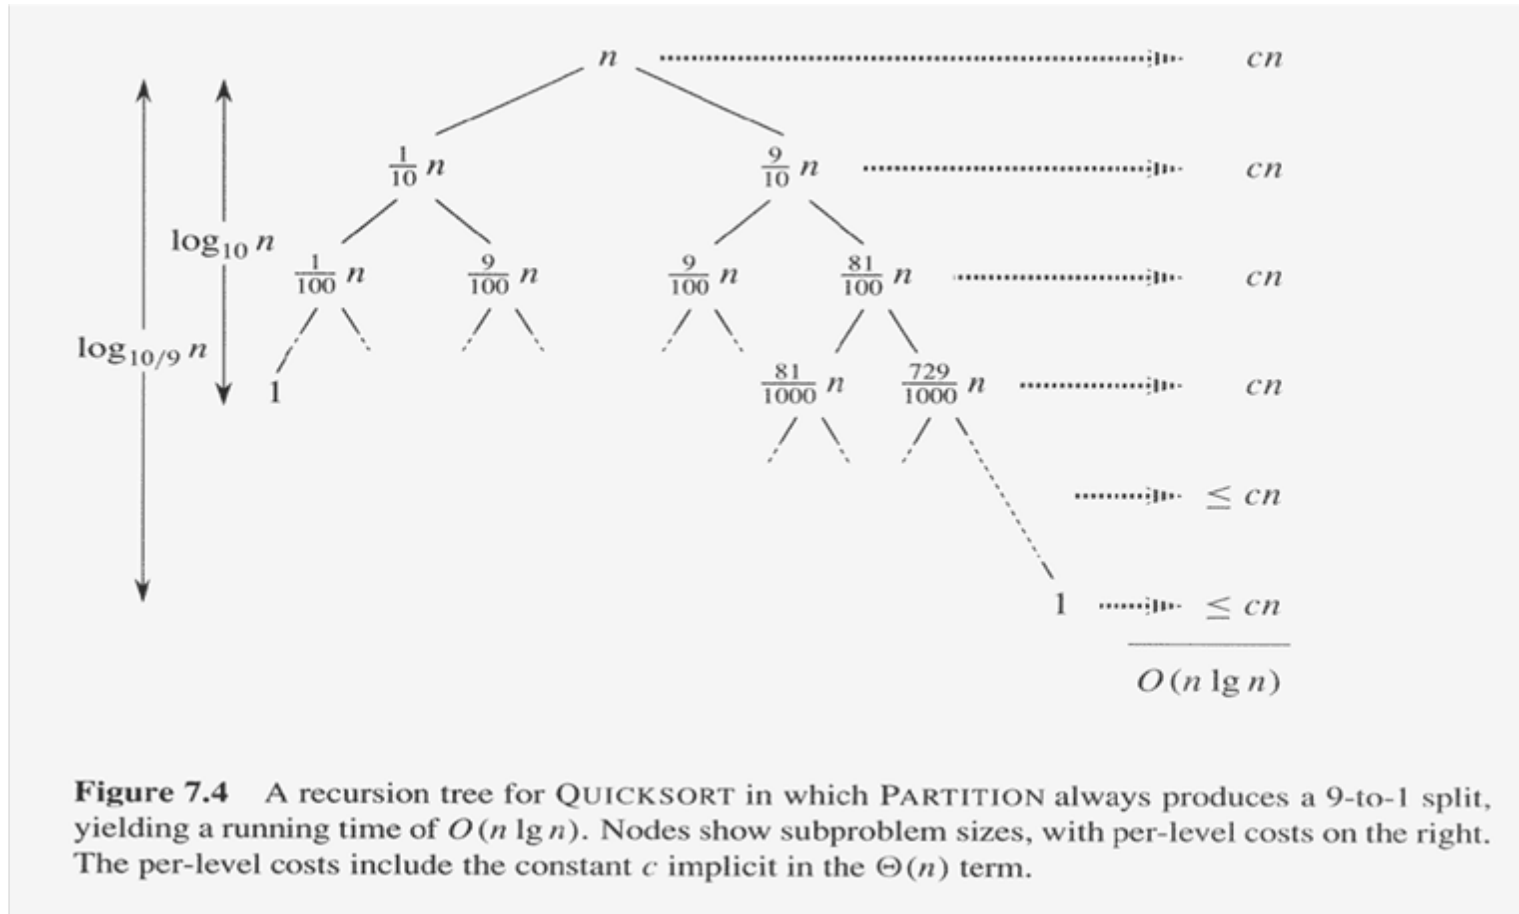 n cn
1/10 n 9/10 n cn
log₁₀ n
1/100 n 9/100 n 9/100 n 81/100 n cn
log₁₀/₉ n
1 81/1000 n 729/1000 n cn
≤ cn
1 ≤ cn
O(n lg n)
Figure 7.4 A recursion tree for QUICKSORT in which PARTITION always produces a 9-to-1 split,
yielding a running time of O(n lg n). Nodes show subproblem sizes, with per-level costs on the right.
The per-level costs include the constant c implicit in the Θ(n) term.